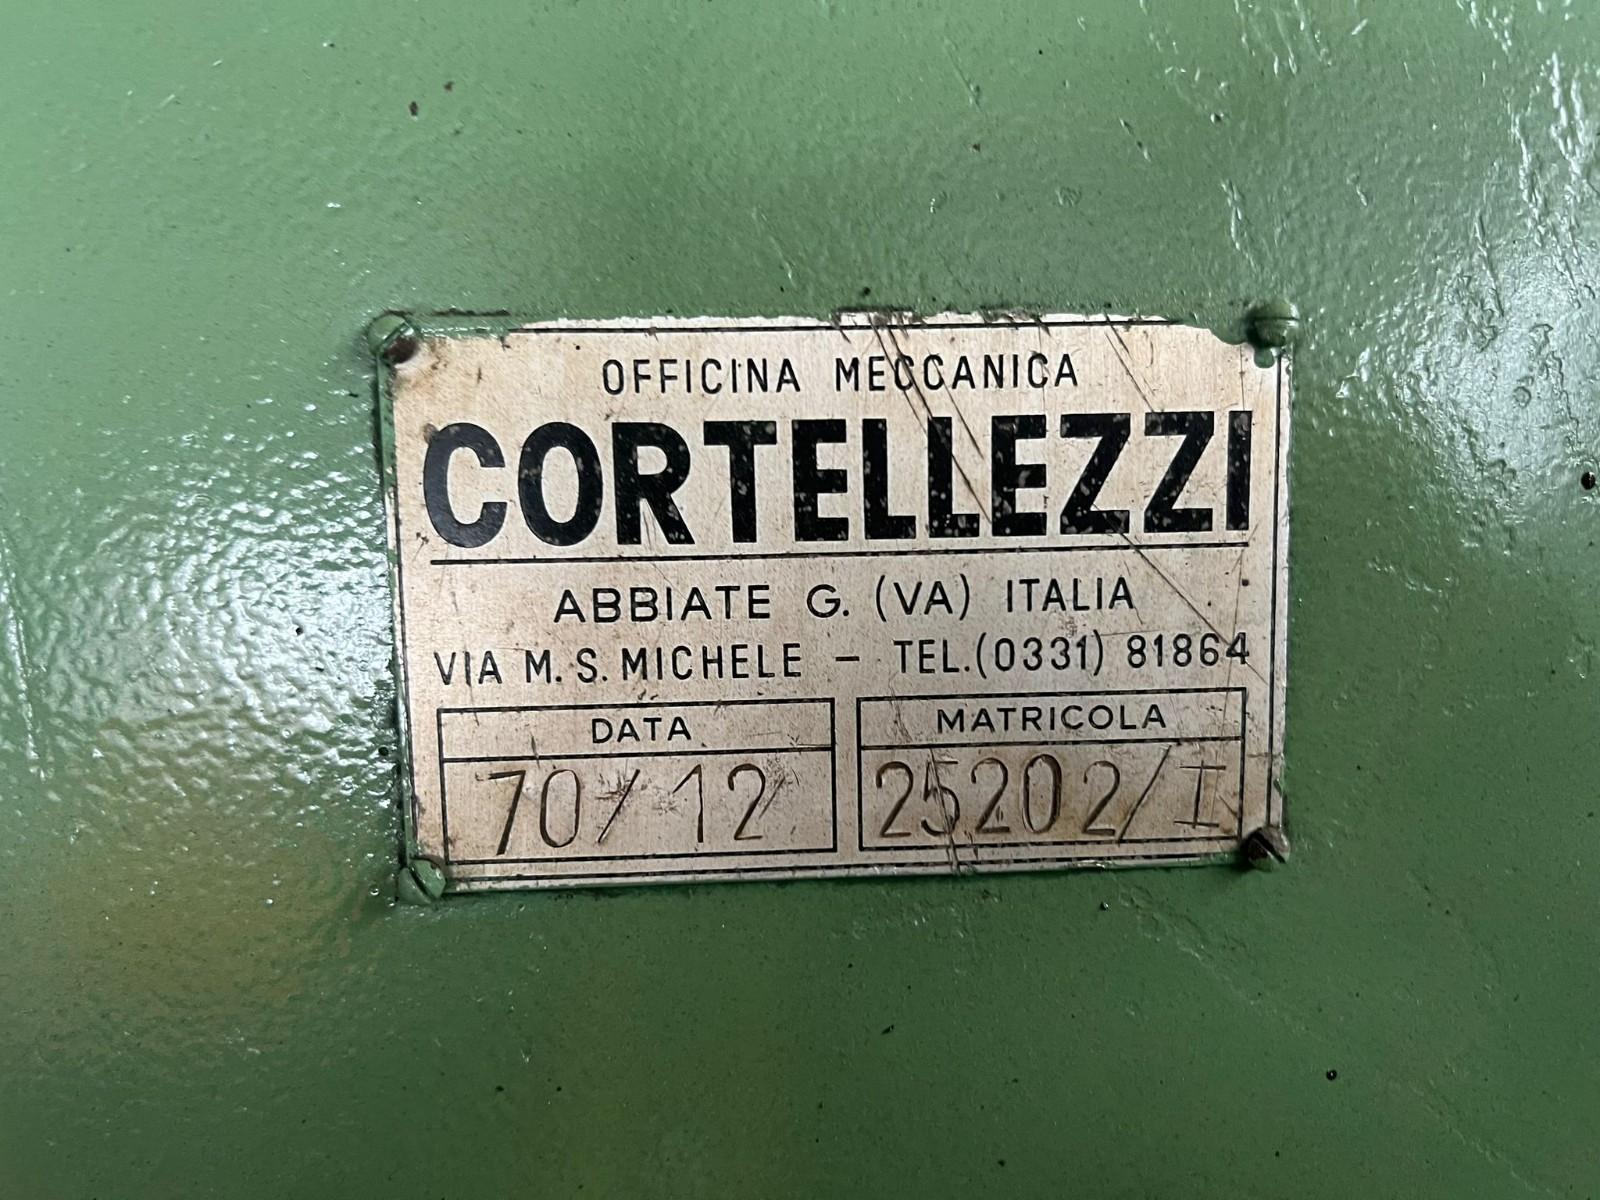 OFFICINA MECCANICA
CORTELLEZZI
ABBIATE G. (VA) ITALIA
VIA M. S. MICHELE - TEL.(0331) 81864
DATA MATRICOLA
70/12 25202/I